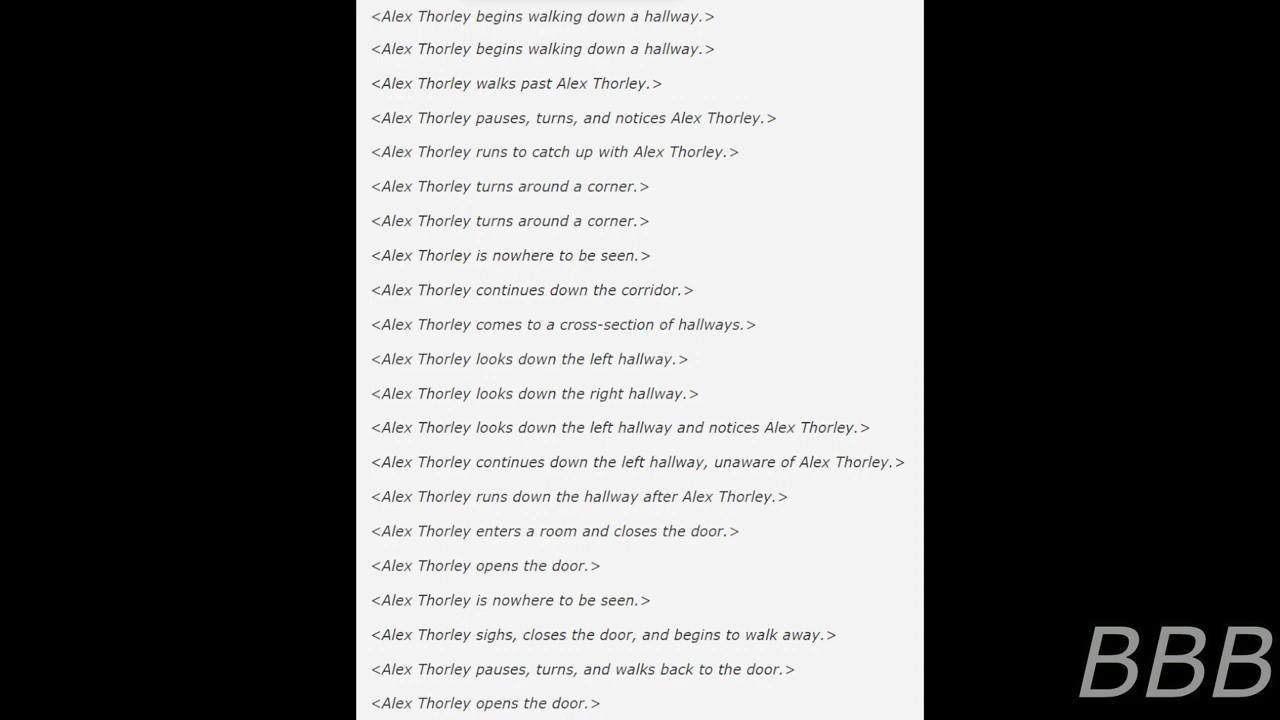 <Alex Thorley begins walking down a hallway.>
<Alex Thorley begins walking down a hallway.>
<Alex Thorley walks past Alex Thorley.>
<Alex Thorley pauses, turns, and notices Alex Thorley.>
<Alex Thorley runs to catch up with Alex Thorley.>
<Alex Thorley turns around a corner.>
<Alex Thorley turns around a corner.>
<Alex Thorley is nowhere to be seen.>
<Alex Thorley continues down the corridor.>
<Alex Thorley comes to a cross-section of hallways.>
<Alex Thorley looks down the left hallway.>
<Alex Thorley looks down the right hallway.>
<Alex Thorley looks down the left hallway and notices Alex Thorley.>
<Alex Thorley continues down the left hallway, unaware of Alex Thorley.>
<Alex Thorley runs down the hallway after Alex Thorley.>
<Alex Thorley enters a room and closes the door.>
<Alex Thorley opens the door.>
<Alex Thorley is nowhere to be seen.>
<Alex Thorley sighs, closes the door, and begins to walk away.>
<Alex Thorley pauses, turns, and walks back to the door.>
<Alex Thorley opens the door.>
BBB